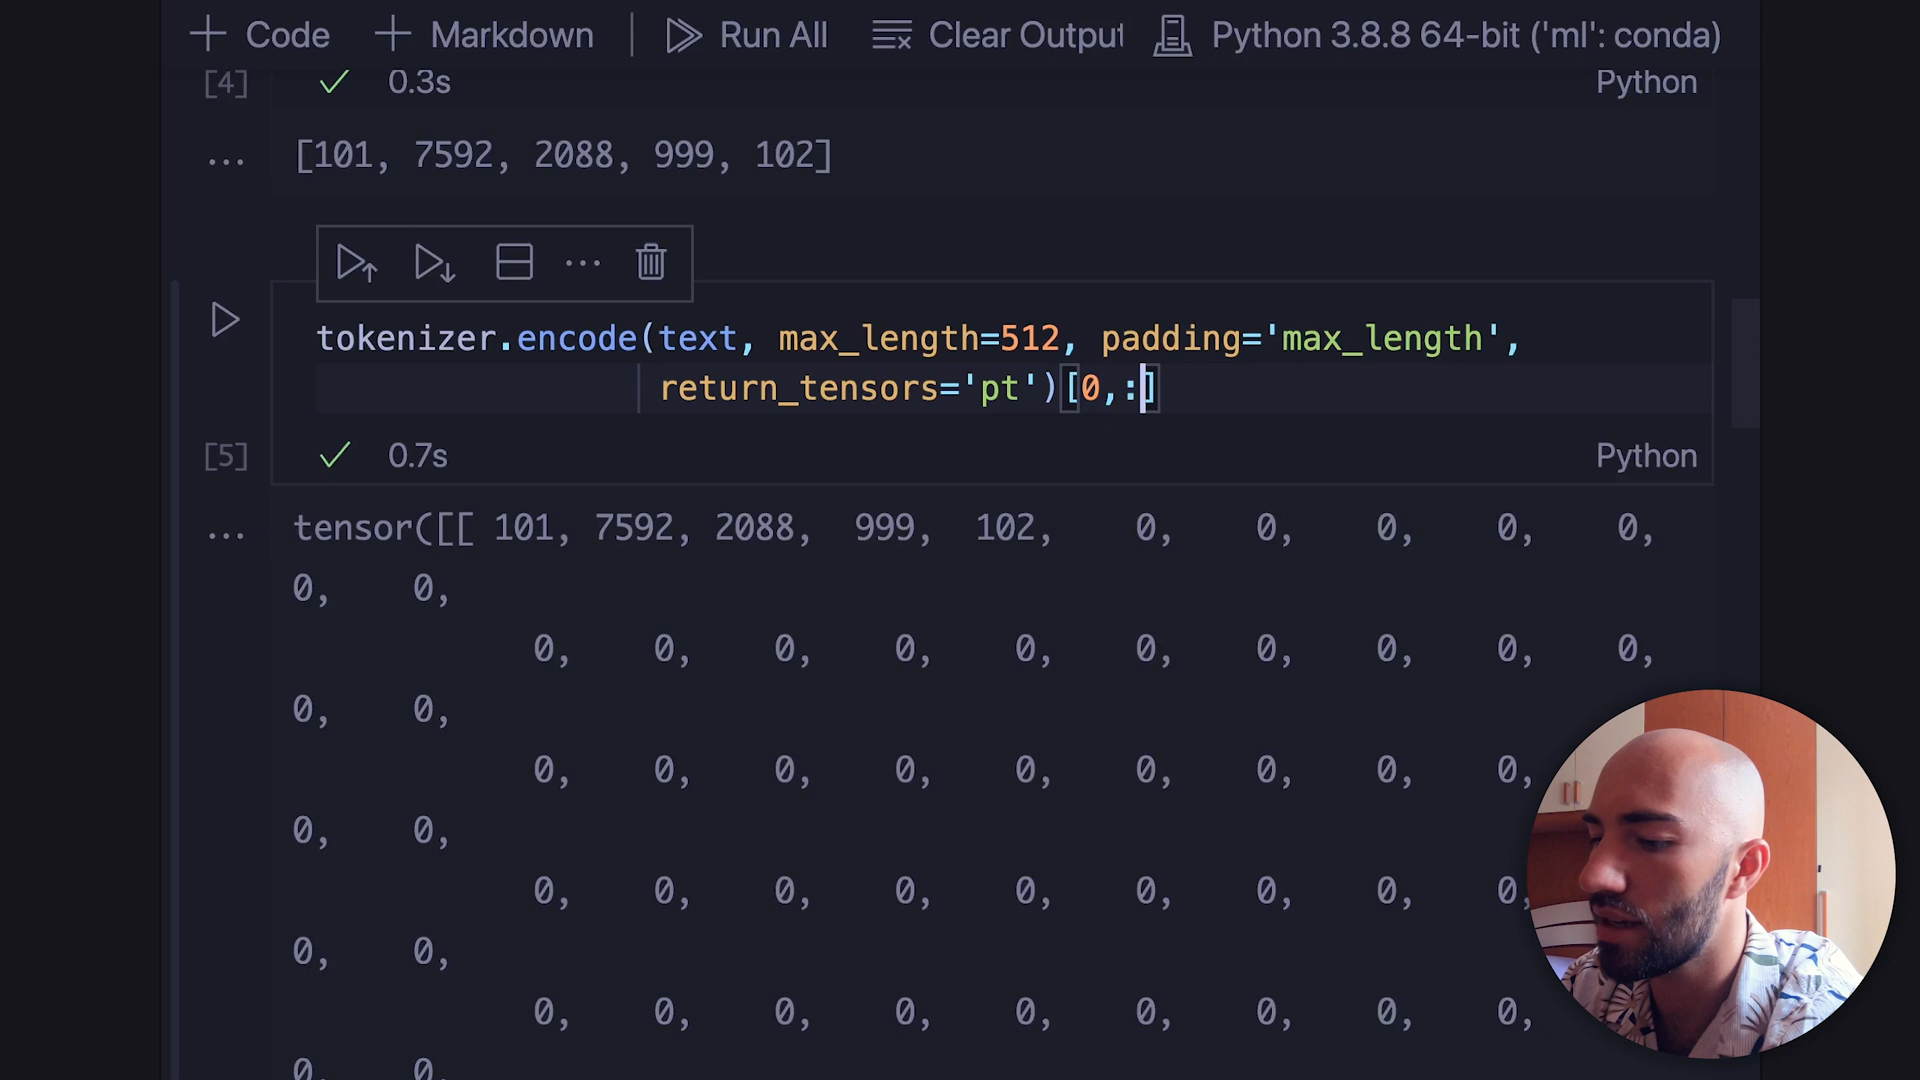 Code Markdown Run All Clear Output Python 3.8.8 64-bit ('ml': conda)
[4] 0.3s Python
... [101, 7592, 2088, 999, 102]
...
tokenizer.encode(text, max_length=512, padding='max_length',
return_tensors='pt')[0,:]
[5] 0.7s Python
... tensor([[ 101, 7592, 2088, 999, 102, 0, 0, 0, 0, 0,
0, 0,
0, 0, 0, 0, 0, 0, 0, 0, 0, 0,
0, 0,
0, 0, 0, 0, 0, 0, 0, 0, 0,
0, 0,
0, 0, 0, 0, 0, 0, 0, 0, 0,
0, 0,
0, 0, 0, 0, 0, 0, 0, 0, 0,
0, 0,